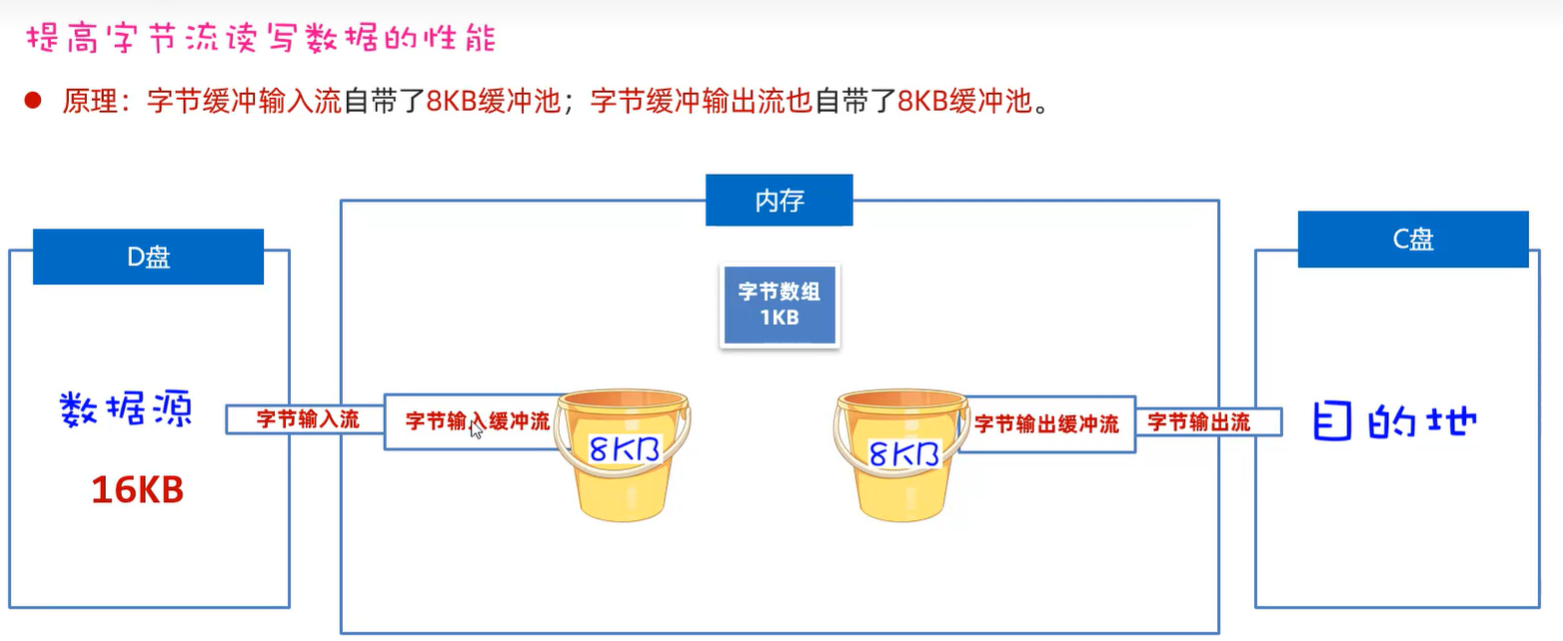 提高字节流读写数据的性能
原理：字节缓冲输入流自带了8KB缓冲池；字节缓冲输出流也自带了8KB缓冲池。
内存
D盘
C盘
字节数组
1KB
数据源
16KB
字节输入流
字节输入缓冲流
8KB
8KB
字节输出缓冲流
字节输出流
目的地